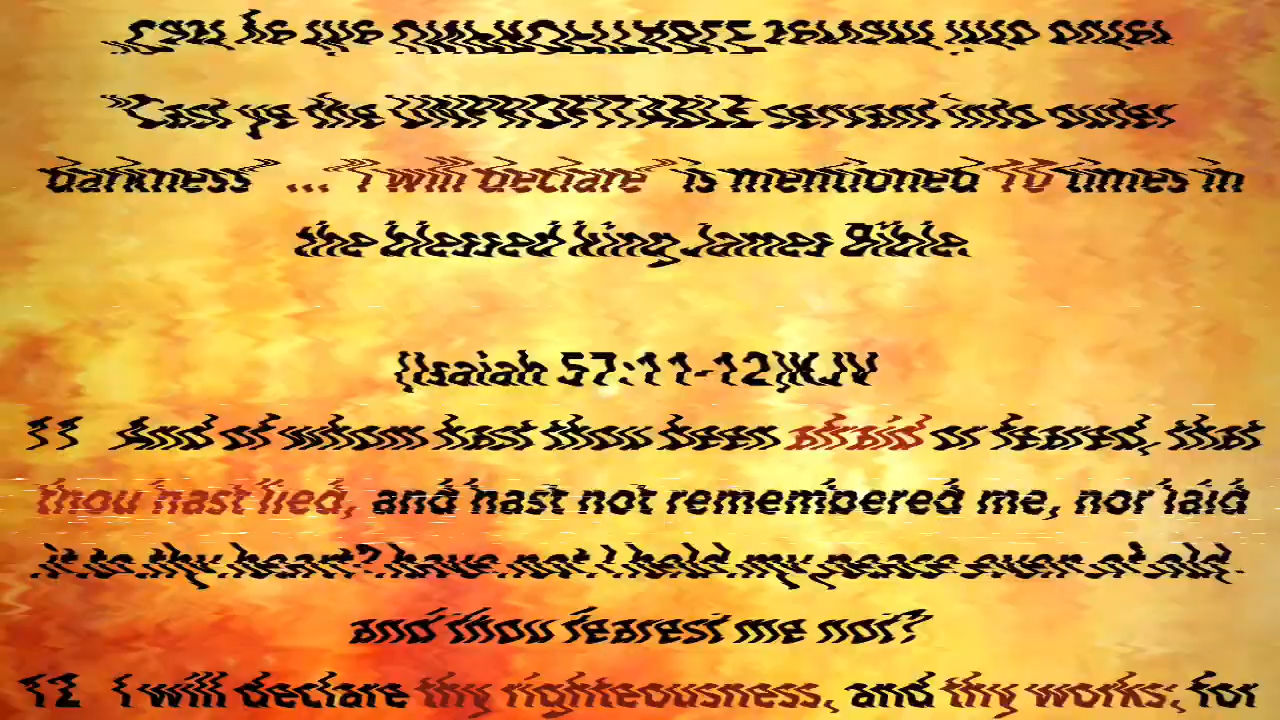 "Cast ye the UNPROFITABLE servant into outer
"Cast ye the UNPROFITABLE servant into outer
darkness" ... "I will declare" is mentioned 10 times in
the blessed king James Bible.
(Isaiah 57:11-12)KJV
11 And of whom hast thou been afraid or feared, that
thou hast lied, and hast not remembered me, nor laid
it to thy heart? have not I held my peace even of old,
and thou fearest me not?
12 I will declare thy righteousness, and thy works; for